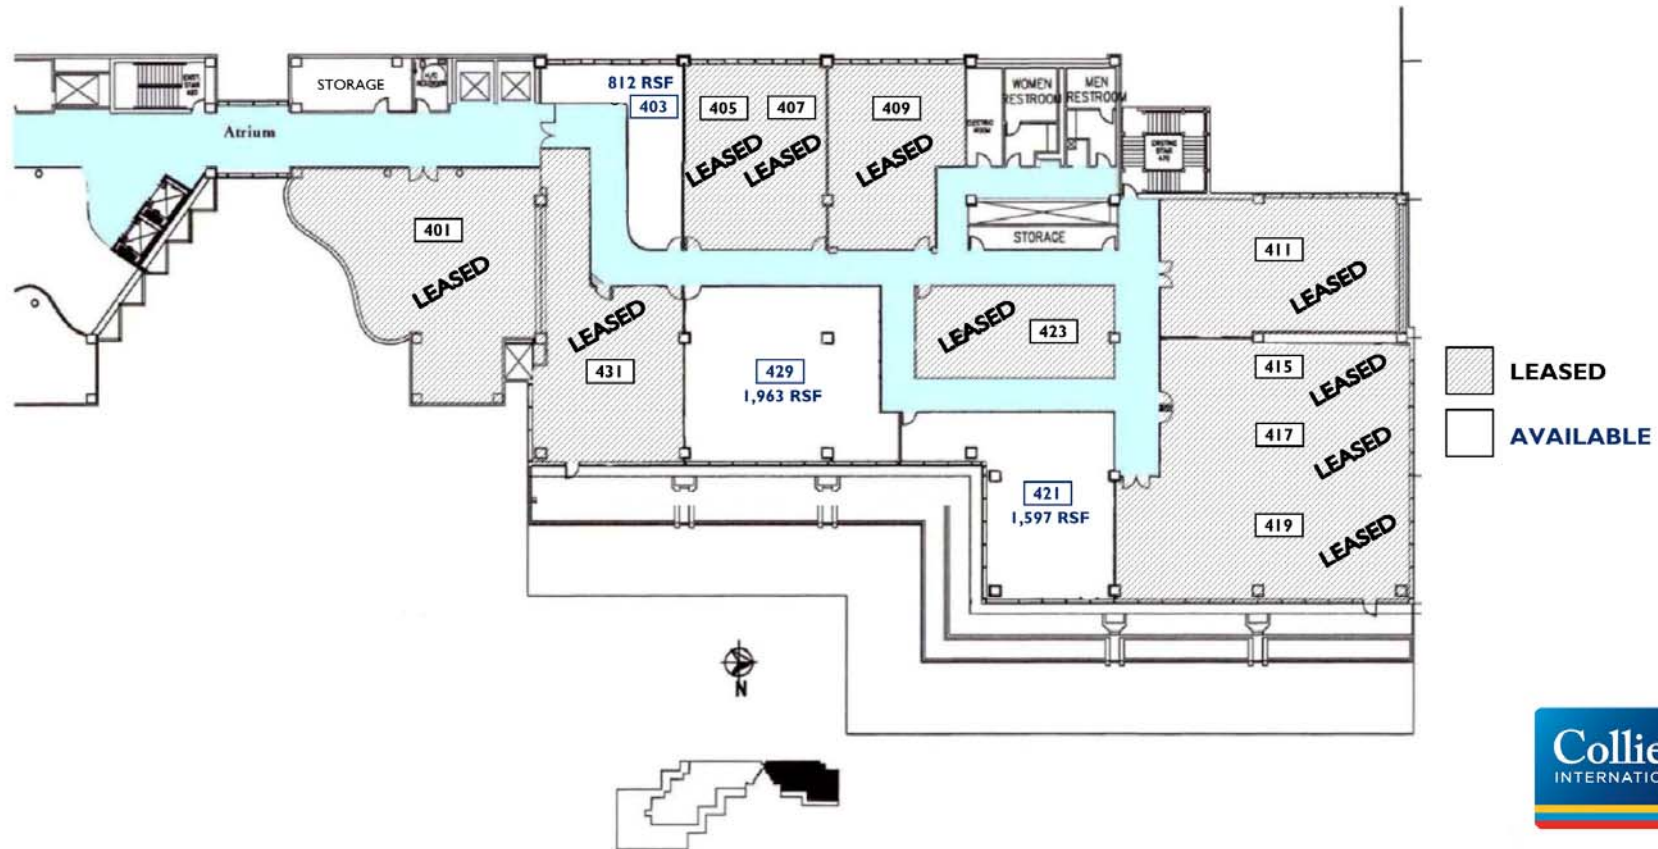 STORAGE
Atrium
812 RSF
403
405
407
LEASED
LEASED
409
LEASED
WOMEN
RESTROOM
MEN
RESTROOM
EXISTING
STAIR
STORAGE
401
LEASED
411
LEASED
LEASED
431
429
1,963 RSF
LEASED
423
415
LEASED
417
LEASED
419
LEASED
421
1,597 RSF
LEASED
AVAILABLE
N
Collie
INTERNATIO